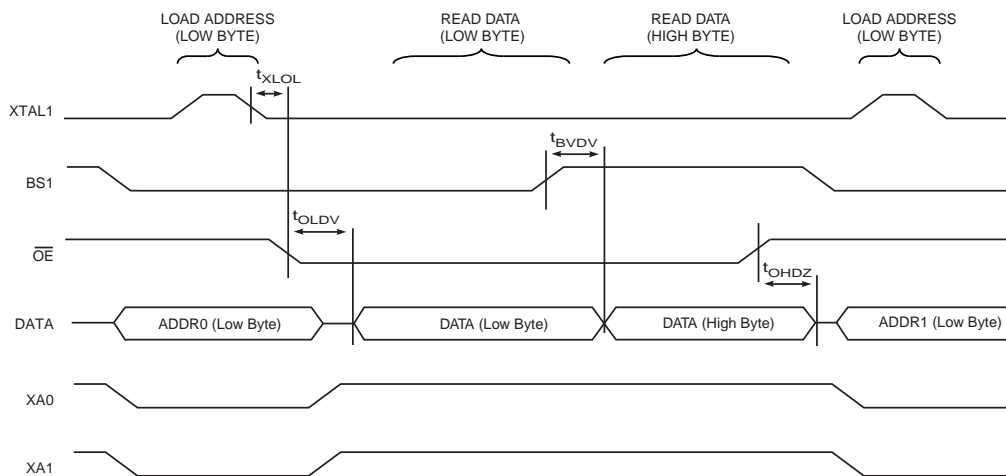 LOAD ADDRESS
(LOW BYTE)
READ DATA
(LOW BYTE)
READ DATA
(HIGH BYTE)
LOAD ADDRESS
(LOW BYTE)
tXLOL
XTAL1
tBVDV
BS1
tOLDV
OE
tOHDZ
DATA
ADDR0 (Low Byte)
DATA (Low Byte)
DATA (High Byte)
ADDR1 (Low Byte)
XA0
XA1